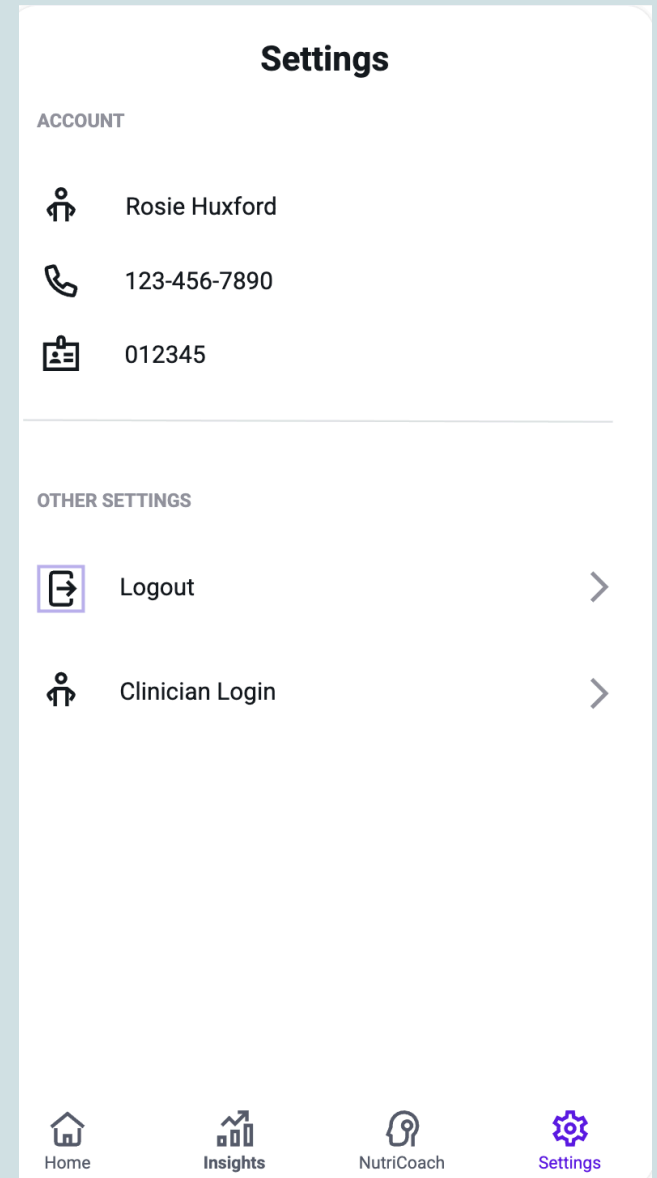 Settings
ACCOUNT
Rosie Huxford
123-456-7890
012345
OTHER SETTINGS
Logout
Clinician Login
Home
Insights
NutriCoach
Settings